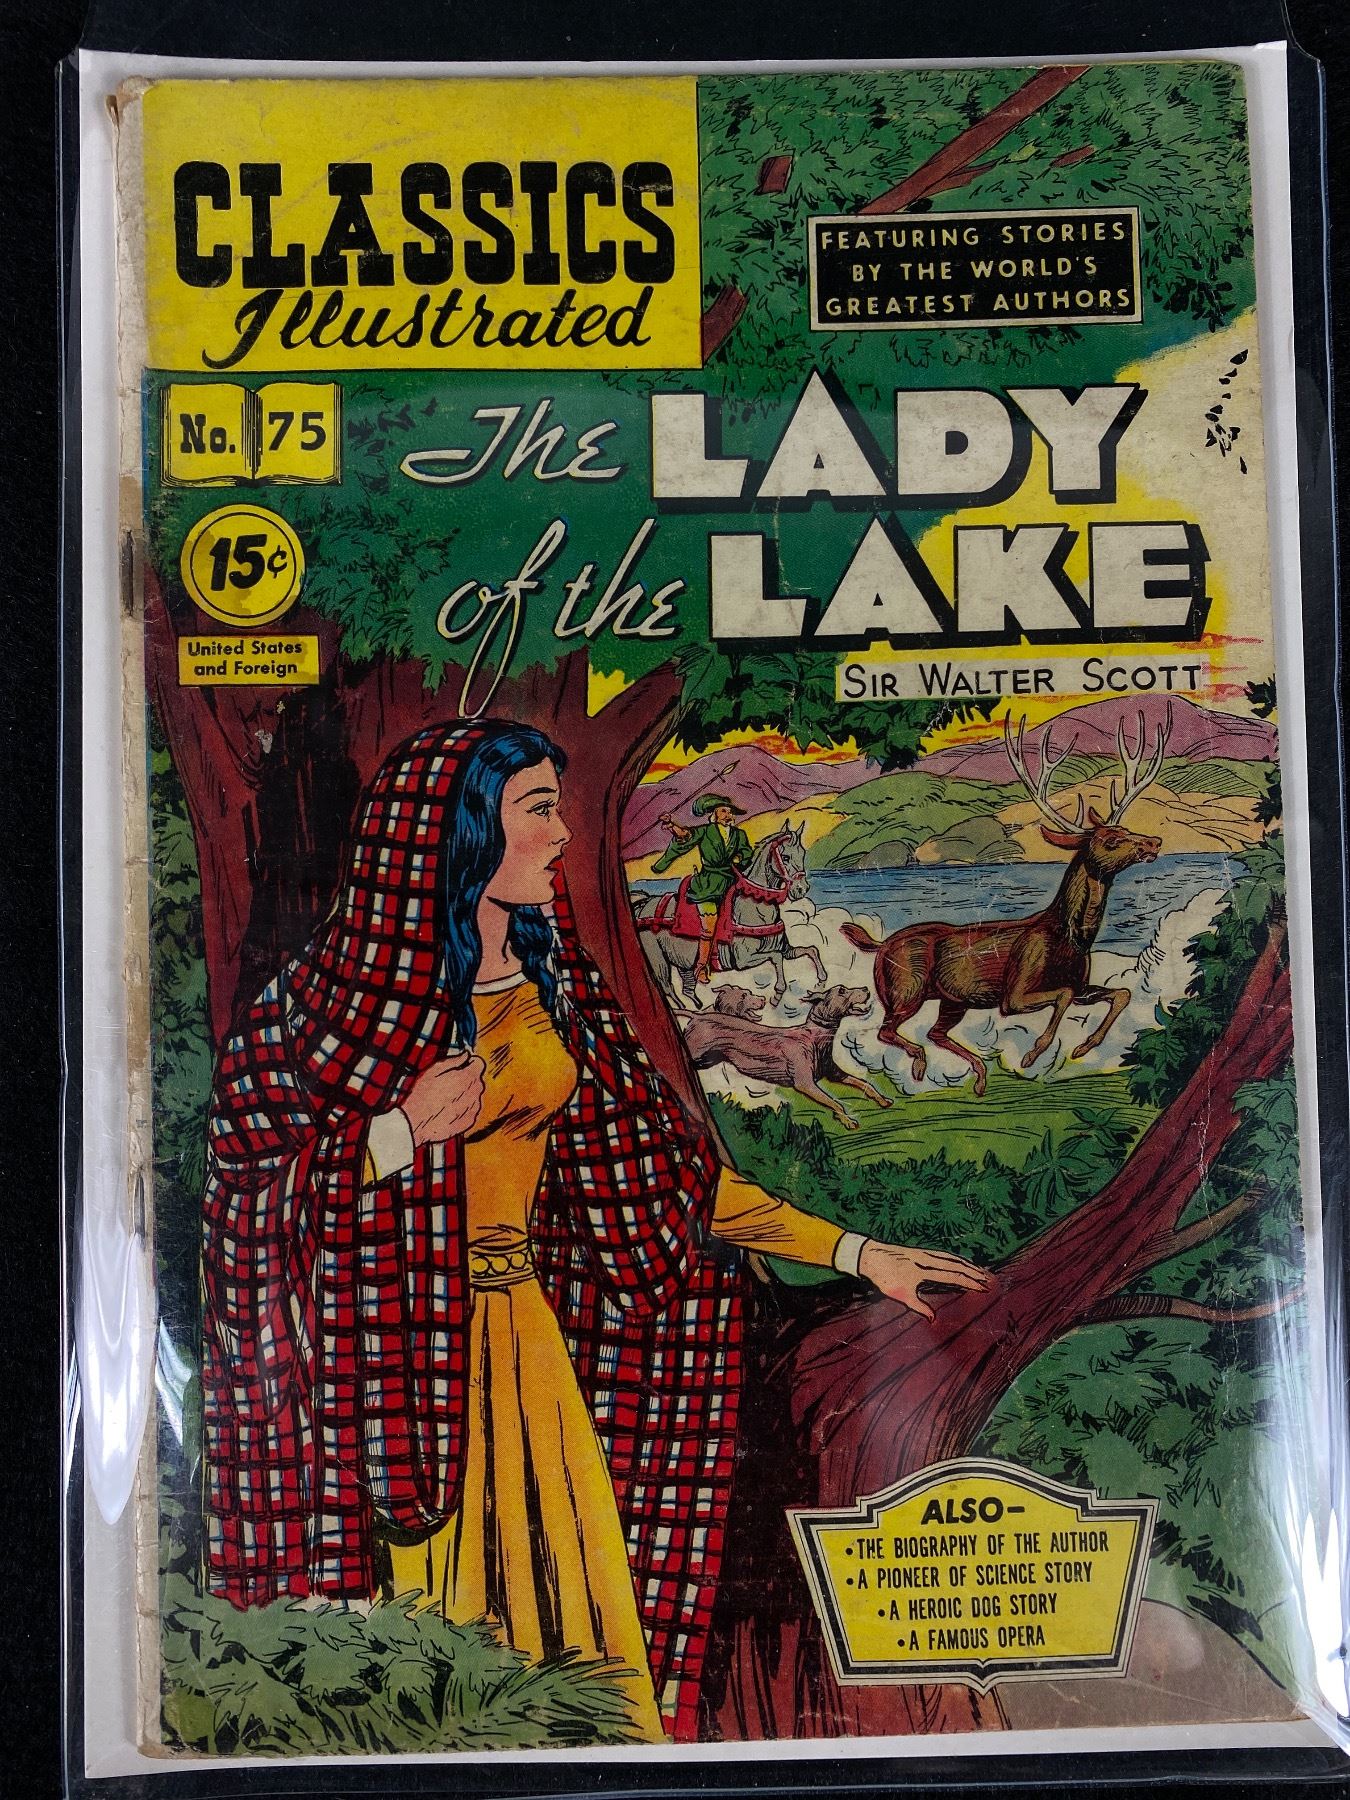 CLASSICS
Illustrated
FEATURING STORIES
BY THE WORLD'S
GREATEST AUTHORS
No. 75
15¢
United States
and Foreign
The LADY
of the LAKE
SIR WALTER SCOTT
ALSO–
•THE BIOGRAPHY OF THE AUTHOR
•A PIONEER OF SCIENCE STORY
•A HEROIC DOG STORY
•A FAMOUS OPERA